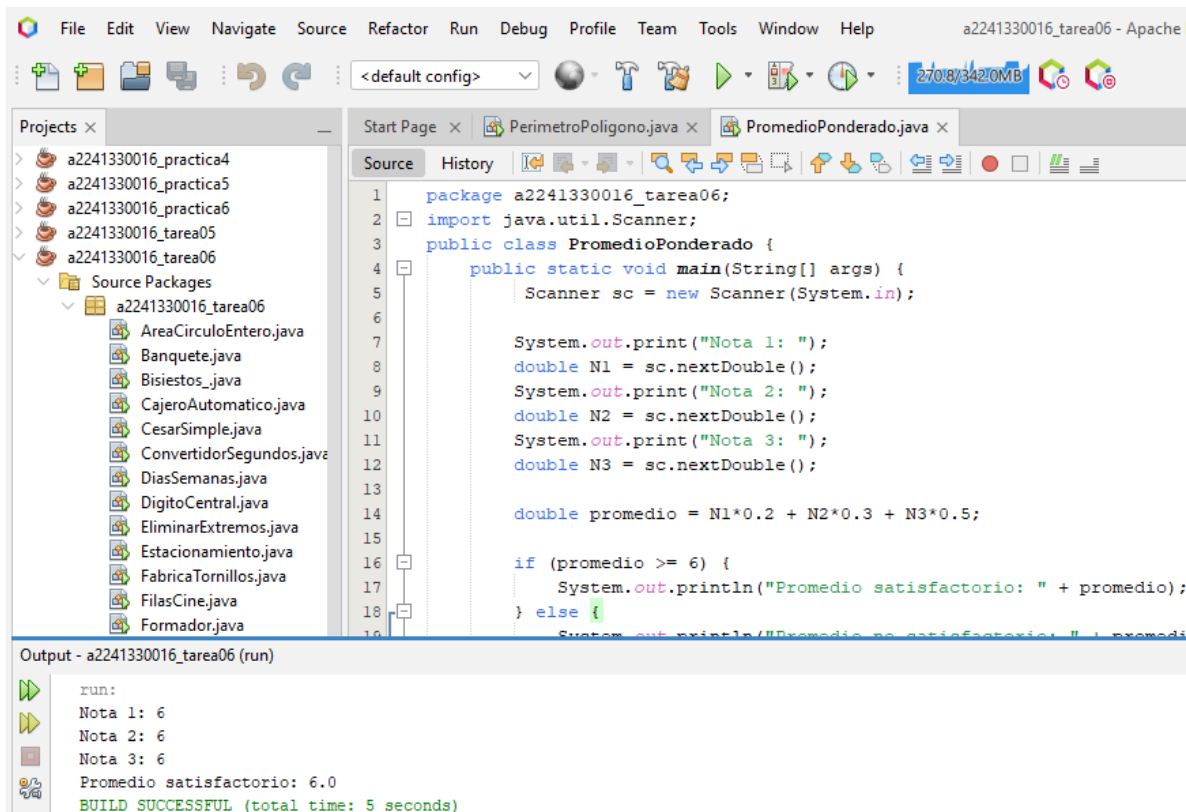 File Edit View Navigate Source Refactor Run Debug Profile Team Tools Window Help a2241330016_tarea06 - Apache
<default config> 270.8/342.0MB
Projects
a2241330016_practica4
a2241330016_practica5
a2241330016_practica6
a2241330016_tarea05
a2241330016_tarea06
Source Packages
a2241330016_tarea06
AreaCirculoEntero.java
Banquete.java
Bisiestos_.java
CajeroAutomatico.java
CesarSimple.java
ConvertidorSegundos.java
DiasSemanas.java
DigitoCentral.java
EliminarExtremos.java
Estacionamiento.java
FabricaTornillos.java
FilasCine.java
Formador.java
Start Page PerimetroPoligono.java PromedioPonderado.java
Source History
1 package a2241330016_tarea06;
2 import java.util.Scanner;
3 public class PromedioPonderado {
4 public static void main(String[] args) {
5 Scanner sc = new Scanner(System.in);
6
7 System.out.print("Nota 1: ");
8 double N1 = sc.nextDouble();
9 System.out.print("Nota 2: ");
10 double N2 = sc.nextDouble();
11 System.out.print("Nota 3: ");
12 double N3 = sc.nextDouble();
13
14 double promedio = N1*0.2 + N2*0.3 + N3*0.5;
15
16 if (promedio >= 6) {
17 System.out.println("Promedio satisfactorio: " + promedio);
18 } else {
19 System.out.println("Promedio no satisfactorio: " + promedi
Output - a2241330016_tarea06 (run)
run:
Nota 1: 6
Nota 2: 6
Nota 3: 6
Promedio satisfactorio: 6.0
BUILD SUCCESSFUL (total time: 5 seconds)